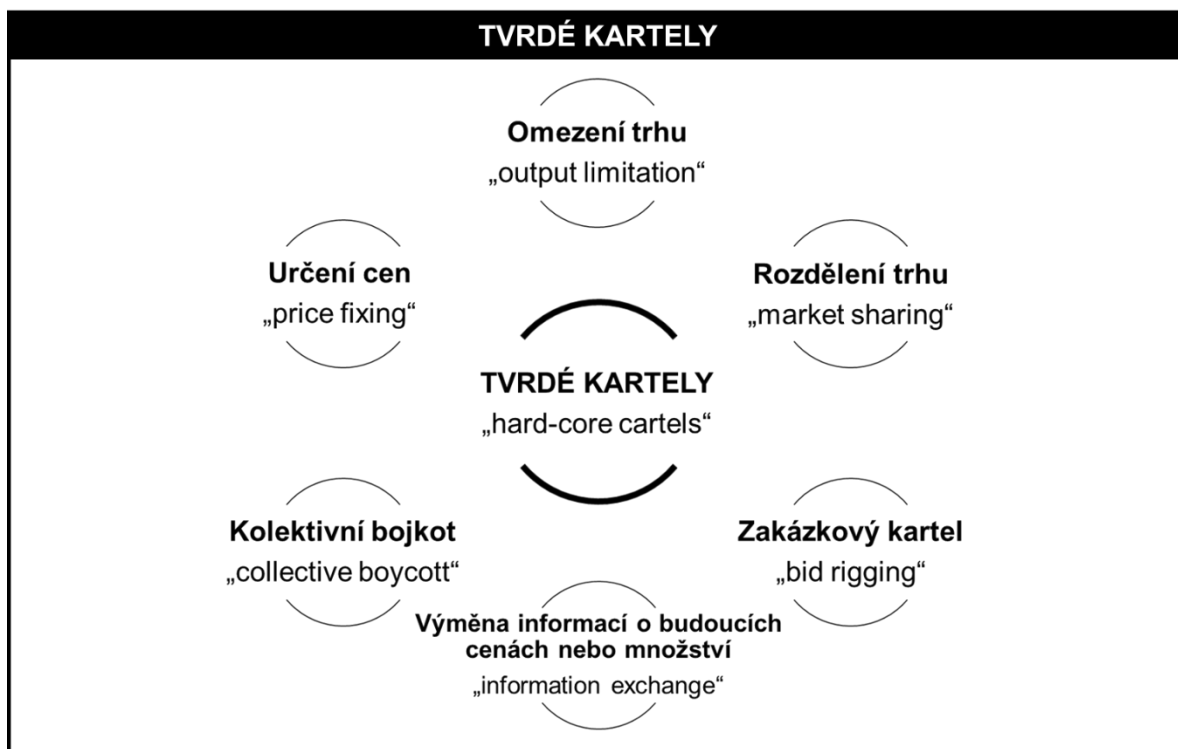 TVRDÉ KARTELY
Omezení trhu
„output limitation“
Určení cen
„price fixing“
Rozdělení trhu
„market sharing“
TVRDÉ KARTELY
„hard-core cartels“
Kolektivní bojkot
„collective boycott“
Zakázkový kartel
„bid rigging“
Výměna informací o budoucích
cenách nebo množství
„information exchange“